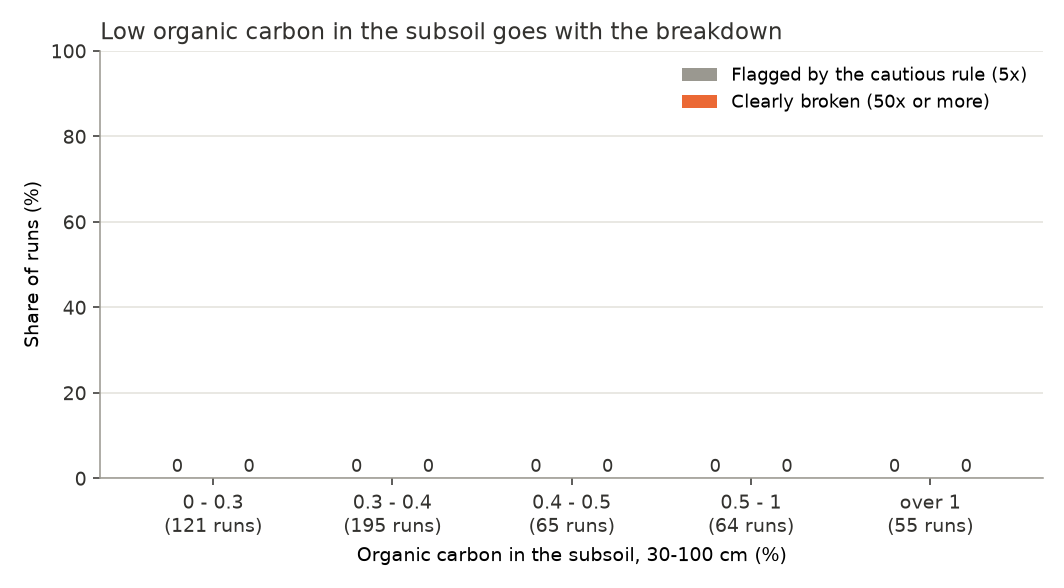 Low organic carbon in the subsoil goes with the breakdown
100
80
60
40
20
0
Share of runs (%)
Flagged by the cautious rule (5x)
Clearly broken (50x or more)
0 0 0 0 0 0 0 0 0 0
0 - 0.3 0.3 - 0.4 0.4 - 0.5 0.5 - 1 over 1
(121 runs) (195 runs) (65 runs) (64 runs) (55 runs)
Organic carbon in the subsoil, 30-100 cm (%)